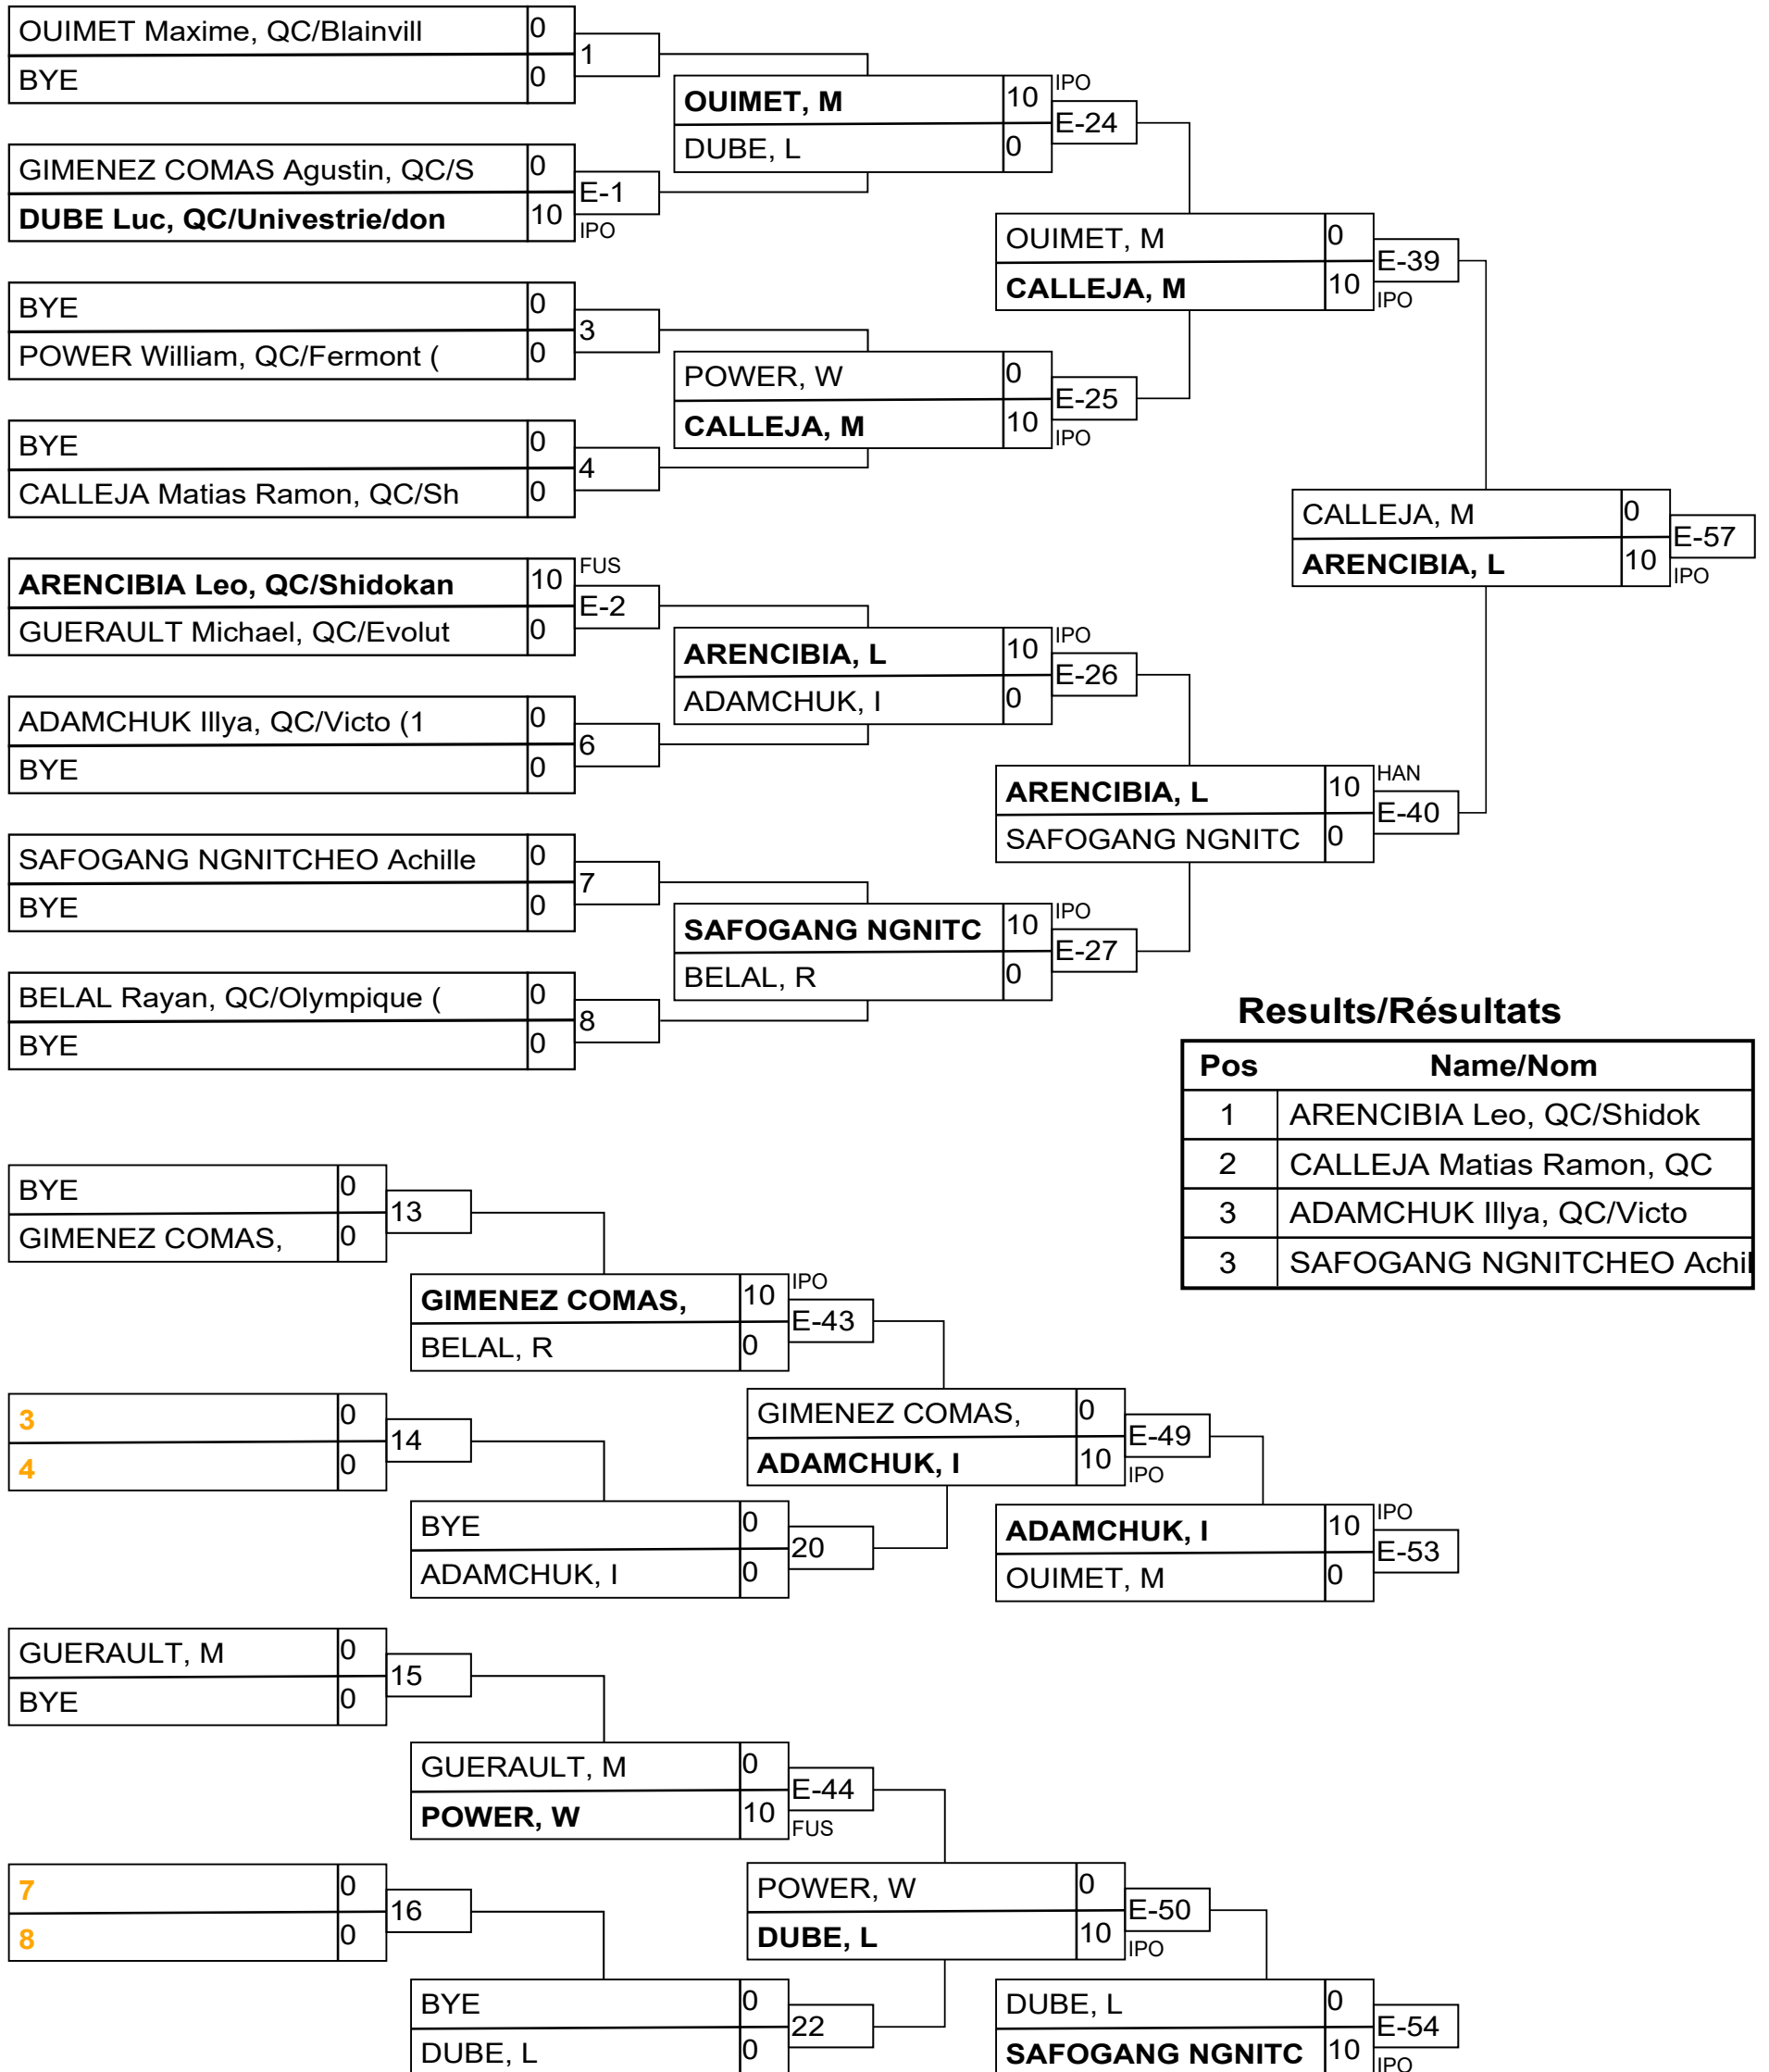 OUIMET Maxime, QC/Blainvill 0
1
BYE 0
GIMENEZ COMAS Agustin, QC/S 0
E-1
DUBE Luc, QC/Univestrie/don 10
IPO
BYE 0
3
POWER William, QC/Fermont ( 0
BYE 0
4
CALLEJA Matias Ramon, QC/Sh 0
ARENCIBIA Leo, QC/Shidokan 10
FUS
E-2
GUERAULT Michael, QC/Evolut 0
ADAMCHUK Illya, QC/Victo (1 0
6
BYE 0
SAFOGANG NGNITCHEO Achille 0
7
BYE 0
BELAL Rayan, QC/Olympique ( 0
8
BYE 0
OUIMET, M 10
IPO
E-24
DUBE, L 0
POWER, W 0
E-25
CALLEJA, M 10
IPO
ARENCIBIA, L 10
IPO
E-26
ADAMCHUK, I 0
SAFOGANG NGNITC 10
IPO
E-27
BELAL, R 0
OUIMET, M 0
E-39
CALLEJA, M 10
IPO
ARENCIBIA, L 10
HAN
E-40
SAFOGANG NGNITC 0
CALLEJA, M 0
E-57
ARENCIBIA, L 10
IPO
Results/Résultats
Pos Name/Nom
1 ARENCIBIA Leo, QC/Shidok
2 CALLEJA Matias Ramon, QC
3 ADAMCHUK Illya, QC/Victo
3 SAFOGANG NGNITCHEO Achil
BYE 0
13
GIMENEZ COMAS, 0
3 0
14
4 0
GUERAULT, M 0
15
BYE 0
7 0
16
8 0
GIMENEZ COMAS, 10
IPO
E-43
BELAL, R 0
BYE 0
20
ADAMCHUK, I 0
GUERAULT, M 0
E-44
POWER, W 10
FUS
BYE 0
22
DUBE, L 0
GIMENEZ COMAS, 0
E-49
ADAMCHUK, I 10
IPO
POWER, W 0
E-50
DUBE, L 10
IPO
ADAMCHUK, I 10
IPO
E-53
OUIMET, M 0
DUBE, L 0
E-54
SAFOGANG NGNITC 10
IPO